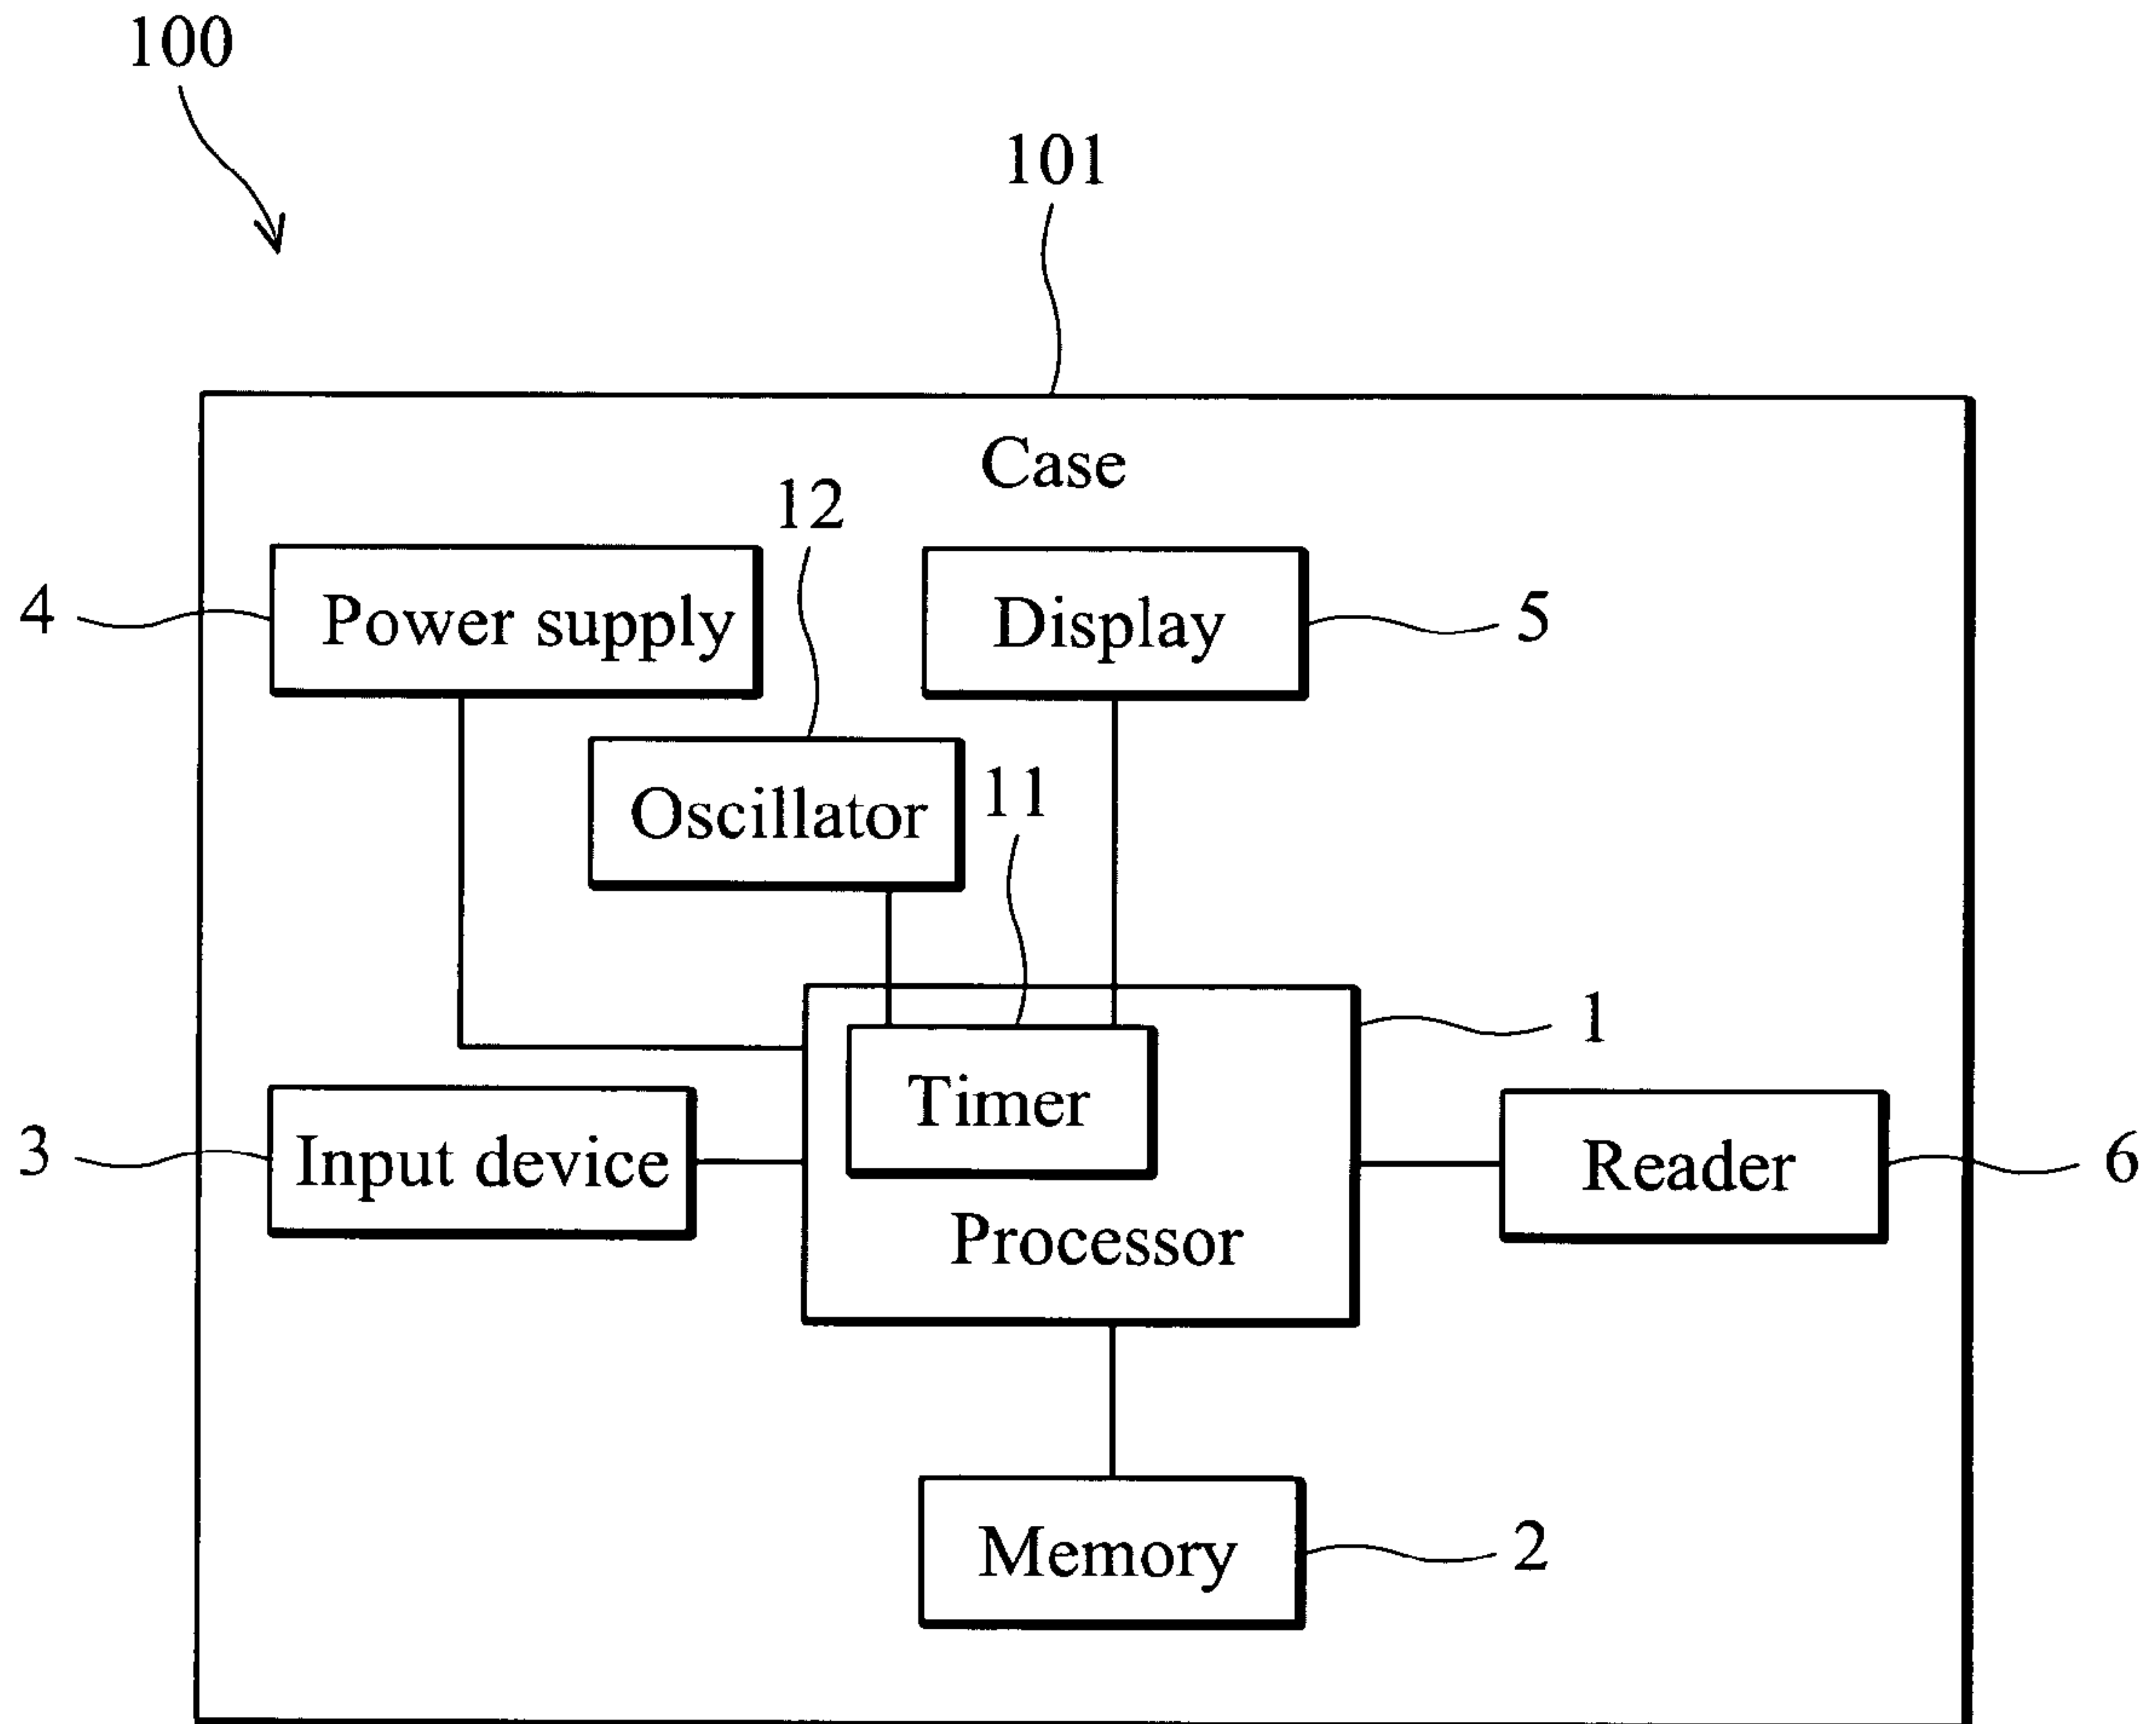 100
101
Case
12
4
Power supply
Display
5
Oscillator
11
1
Timer
3
Input device
Reader
6
Processor
Memory
2